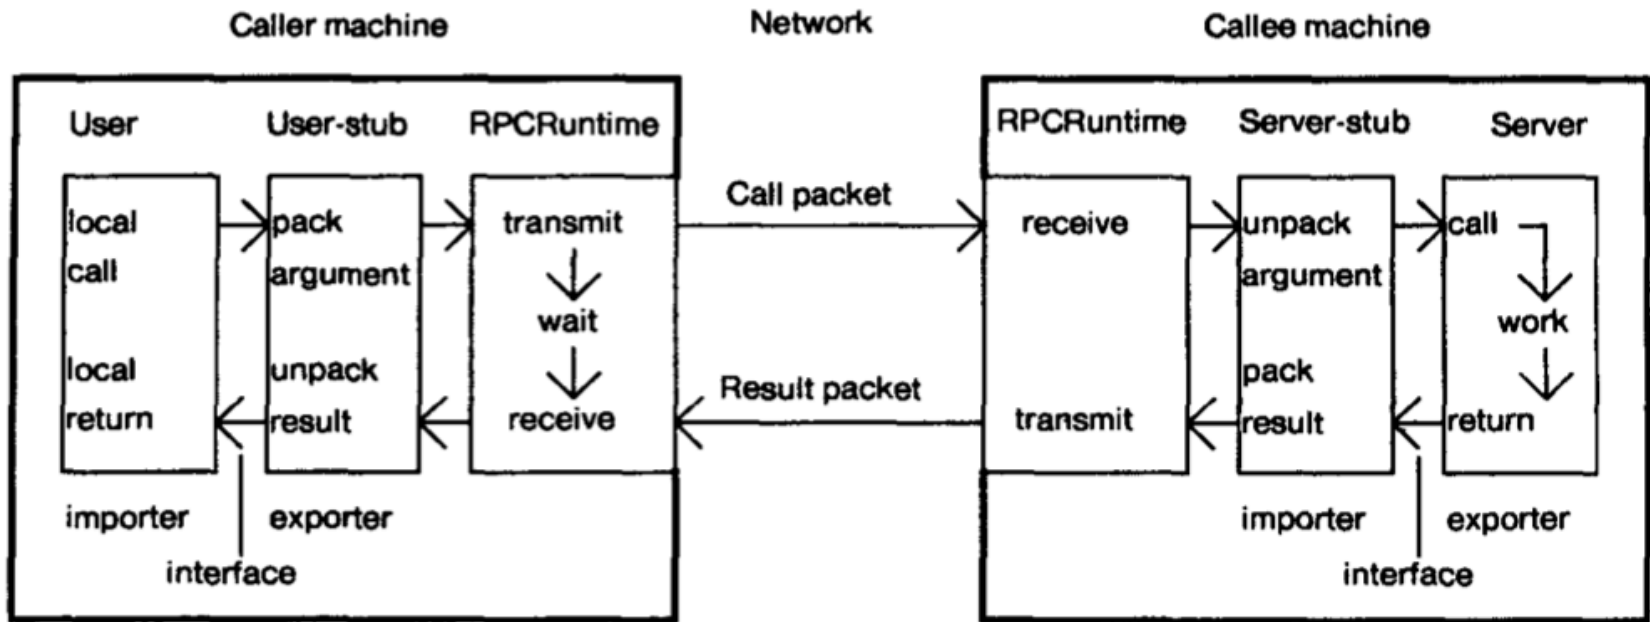 Caller machine
Network
Callee machine
User
User-stub
RPCRuntime
RPCRuntime
Server-stub
Server
local
call
pack
argument
transmit
wait
Call packet
receive
unpack
argument
call
work
local
return
unpack
result
receive
Result packet
transmit
pack
result
return
importer
exporter
interface
importer
exporter
interface